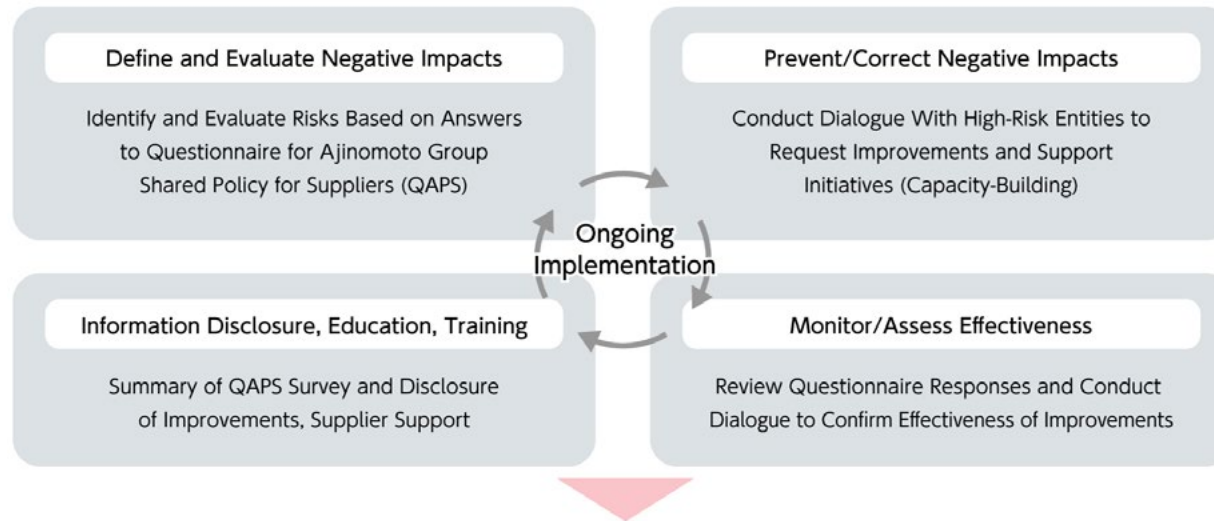 Define and Evaluate Negative Impacts
Identify and Evaluate Risks Based on Answers
to Questionnaire for Ajinomoto Group
Shared Policy for Suppliers (QAPS)
Prevent/Correct Negative Impacts
Conduct Dialogue With High-Risk Entities to
Request Improvements and Support
Initiatives (Capacity-Building)
Ongoing
Implementation
Information Disclosure, Education, Training
Summary of QAPS Survey and Disclosure
of Improvements, Supplier Support
Monitor/Assess Effectiveness
Review Questionnaire Responses and Conduct
Dialogue to Confirm Effectiveness of Improvements